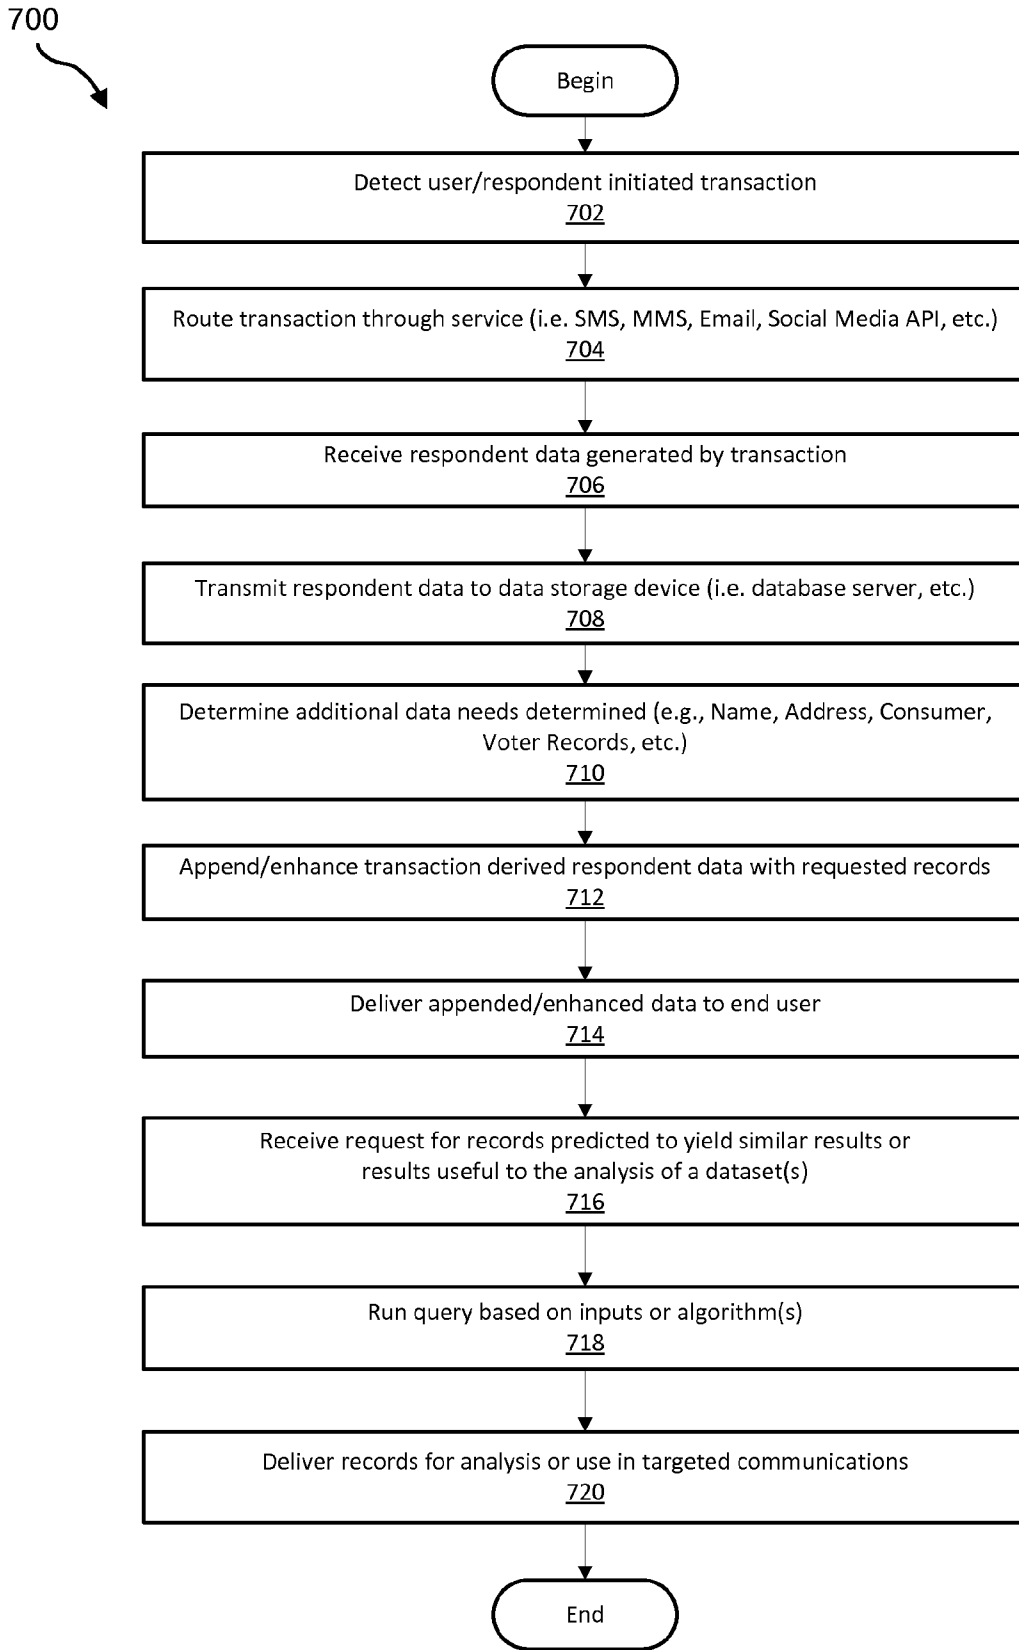 700
Begin
Detect user/respondent initiated transaction
702
Route transaction through service (i.e. SMS, MMS, Email, Social Media API, etc.)
704
Receive respondent data generated by transaction
706
Transmit respondent data to data storage device (i.e. database server, etc.)
708
Determine additional data needs determined (e.g., Name, Address, Consumer,
Voter Records, etc.)
710
Append/enhance transaction derived respondent data with requested records
712
Deliver appended/enhanced data to end user
714
Receive request for records predicted to yield similar results or
results useful to the analysis of a dataset(s)
716
Run query based on inputs or algorithm(s)
718
Deliver records for analysis or use in targeted communications
720
End